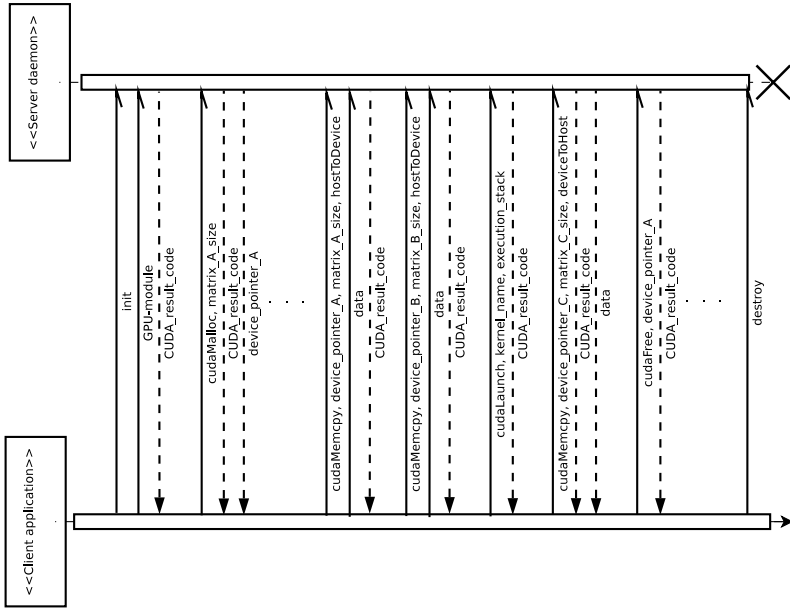 <<Client application>>
<<Server daemon>>
init
GPU-module
CUDA_result_code
cudaMalloc, matrix_A_size
CUDA_result_code
device_pointer_A
. . .
cudaMemcpy, device_pointer_A, matrix_A_size, hostToDevice
data
CUDA_result_code
cudaMemcpy, device_pointer_B, matrix_B_size, hostToDevice
data
CUDA_result_code
cudaLaunch, kernel_name, execution_stack
CUDA_result_code
cudaMemcpy, device_pointer_C, matrix_C_size, deviceToHost
CUDA_result_code
data
cudaFree, device_pointer_A
CUDA_result_code
. . .
destroy